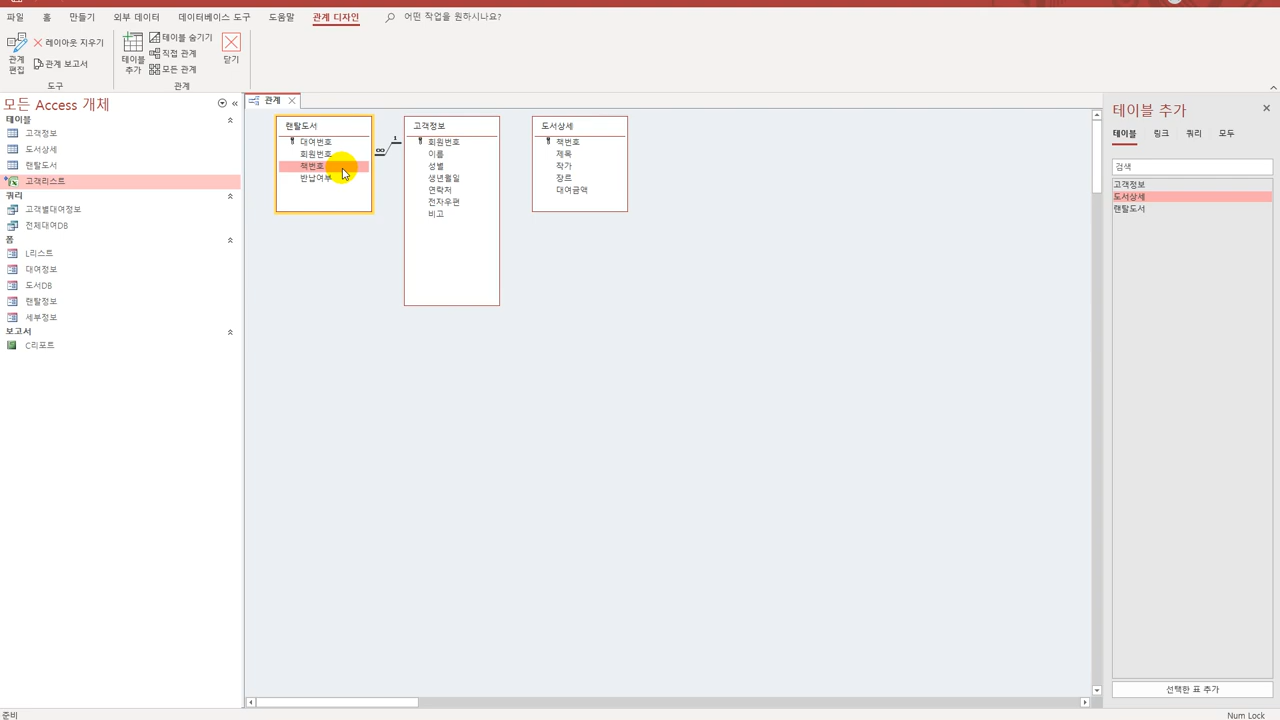 파일 홈 만들기 외부 데이터 데이터베이스 도구 도움말 관계 디자인 어떤 작업을 원하시나요?
관계 편집
레이아웃 지우기
관계 보고서
도구
테이블 추가
테이블 숨기기
직접 관계
모든 관계
닫기
관계
모든 Access 개체
테이블
고객정보
도서상세
랜탈도서
고객리스트
쿼리
고객별대여정보
전체대여DB
폼
L리스트
대여정보
도서DB
랜탈정보
세부정보
보고서
C리포트
관계
랜탈도서
대여번호
회원번호
책번호
반납여부
∞ 1
고객정보
회원번호
이름
성별
생년월일
연락처
전자우편
비고
도서상세
책번호
제목
작가
장르
대여금액
테이블 추가
테이블 링크 쿼리 모두
검색
고객정보
도서상세
랜탈도서
선택한 표 추가
준비
Num Lock